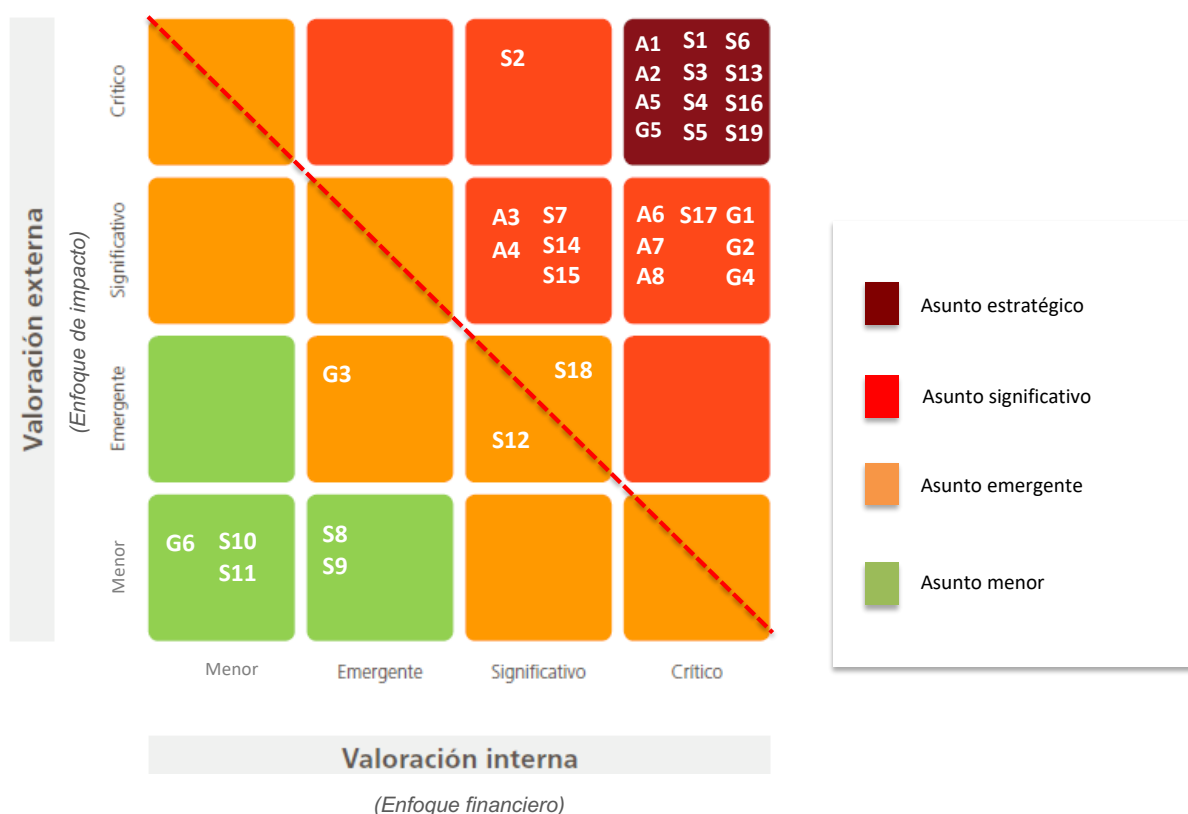 Valoración externa
(Enfoque de impacto)
Crítico
S2
A1 S1 S6
A2 S3 S13
A5 S4 S16
G5 S5 S19
Significativo
A3 S7
A4 S14
S15
A6 S17 G1
A7 G2
A8 G4
Emergente
G3
S18
S12
Menor
G6 S10
S11
S8
S9
Menor
Emergente
Significativo
Crítico
Valoración interna
(Enfoque financiero)
Asunto estratégico
Asunto significativo
Asunto emergente
Asunto menor